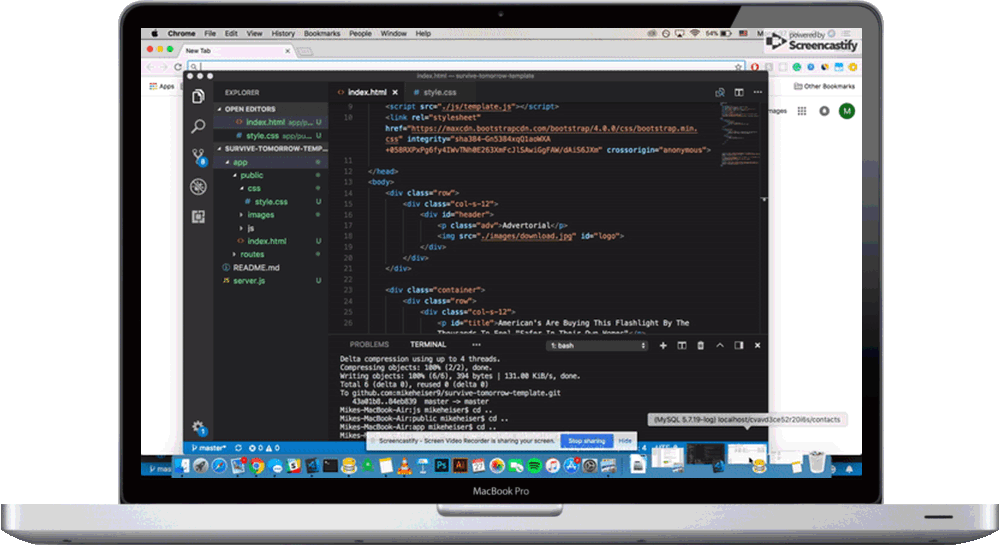 Chrome File Edit View History Bookmarks People Window Help
54%
powered by
Screencastify
New Tab
Apps
Other Bookmarks
index.html — survive-tomorrow-template
EXPLORER
index.html
style.css
OPEN EDITORS
index.html app/p... U
style.css app/pu... U
SURVIVE-TOMORROW-TEMP...
app
public
css
style.css U
images
js
index.html U
routes
README.md
server.js U
9 <script src="./js/template.js"></script>
10 <link rel="stylesheet"
href="https://maxcdn.bootstrapcdn.com/bootstrap/4.0.0/css/bootstrap.min.
css" integrity="sha384-Gn5384xqQ1aoWXA
+058RXPxPg6fy4IWvTNh0E263XmFcJlSAwiGgFAW/dAiS6JXm" crossorigin="anonymous">
11
12 </head>
13 <body>
14 <div class="row">
15 <div class="col-s-12">
16 <div id="header">
17 <p class="adv">Advertorial</p>
18 <img src="./images/download.jpg" id="logo">
19 </div>
20 </div>
21 </div>
22
23 <div class="container">
24 <div class="row">
25 <div class="col-s-12">
26 <p id="title">American's Are Buying This Flashlight By The
Thousands To Feel "Safer In Their Own Homes"</p>
PROBLEMS TERMINAL ... 1: bash
Delta compression using up to 4 threads.
Compressing objects: 100% (2/2), done.
Writing objects: 100% (6/6), 394 bytes | 131.00 KiB/s, done.
Total 6 (delta 0), reused 0 (delta 0)
To github.com:mikeheiser9/survive-tomorrow-template.git
43a01b8..84eb839 master -> master
Mikes-MacBook-Air:js mikeheiser$ cd ..
Mikes-MacBook-Air:public mikeheiser$ cd ..
Mikes-MacBook-Air:app mikeheiser$ cd ..
(MySQL 5.7.19-log) localhost/cvavd3ce52r20i6s/contacts
Screencastify - Screen Video Recorder is sharing your screen. Stop sharing Hide
master* 0 0
MacBook Pro